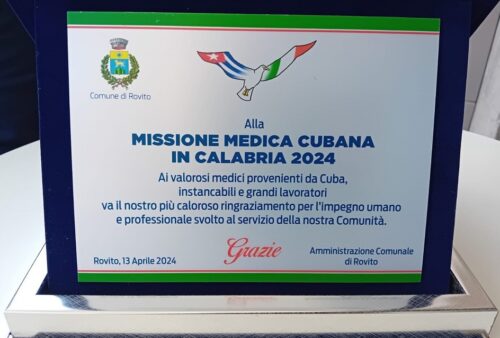 Comune di Rovito
Alla
MISSIONE MEDICA CUBANA
IN CALABRIA 2024
Ai valorosi medici provenienti da Cuba,
instancabili e grandi lavoratori
va il nostro più caloroso ringraziamento per l'impegno umano
e professionale svolto al servizio della nostra Comunità.
Rovito, 13 Aprile 2024
Grazie
Amministrazione Comunale
di Rovito